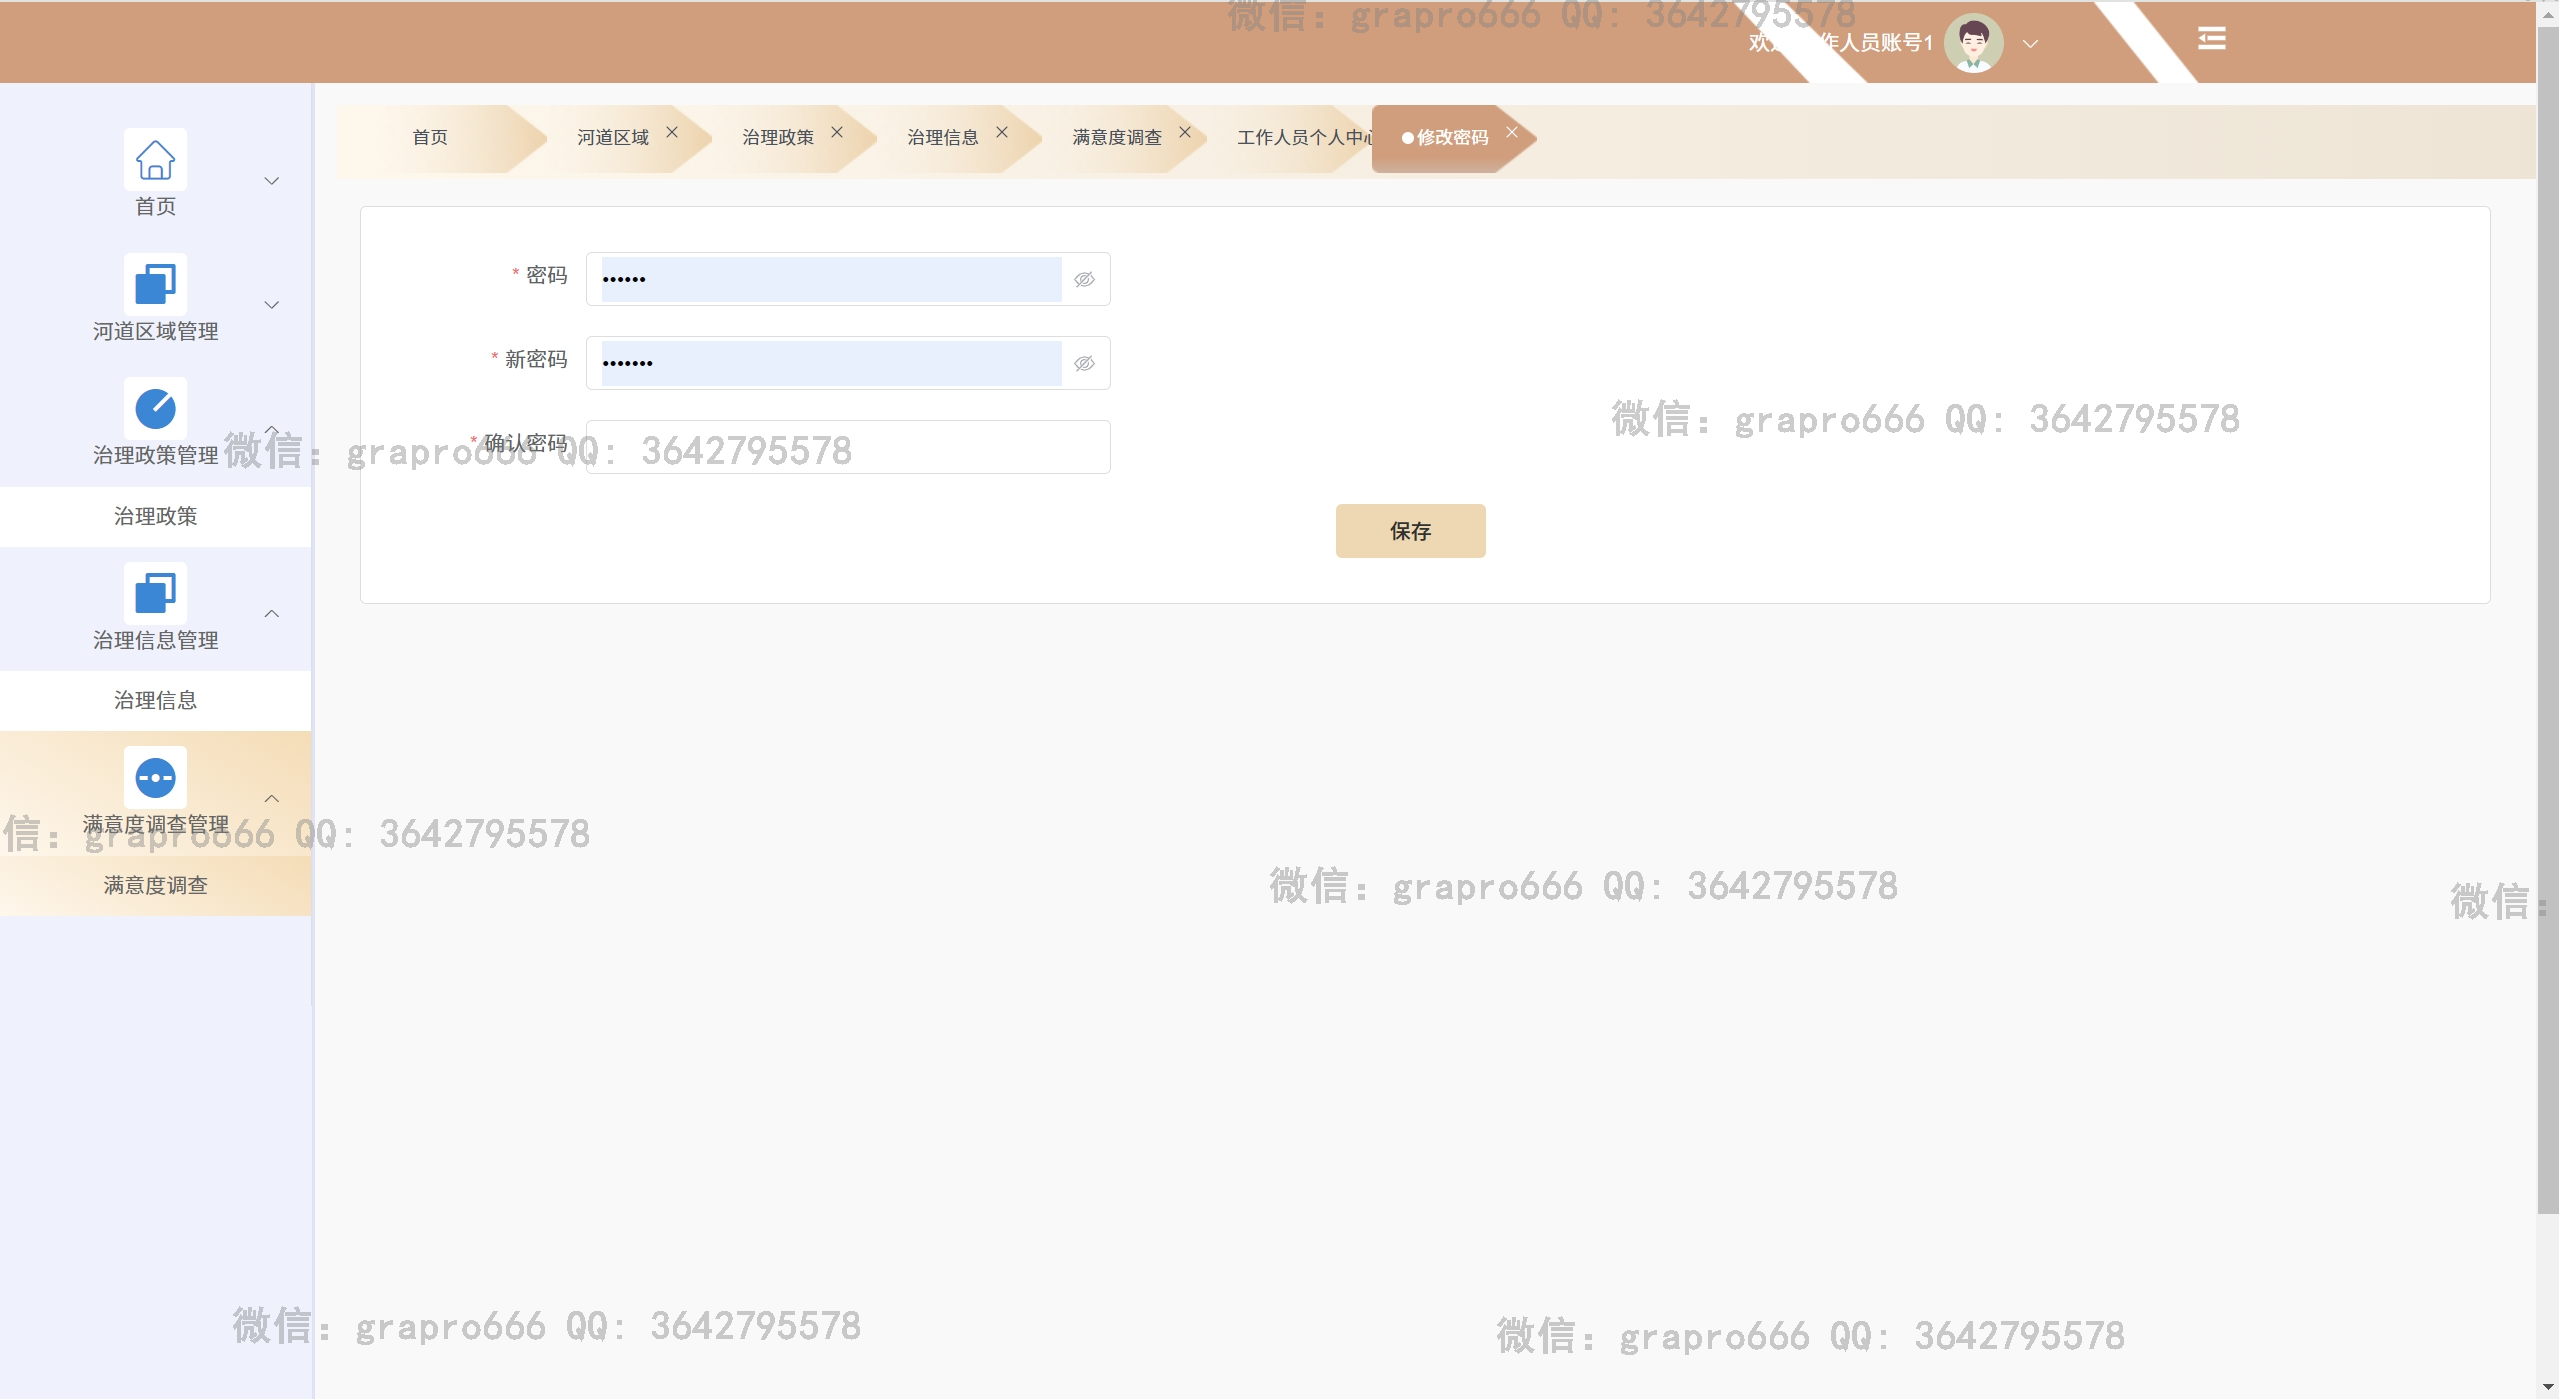 微信: grapro666 QQ: 3642795578
作人员账号1
首页
河道区域
治理政策
治理信息
满意度调查
工作人员个人中心
修改密码
首页
河道区域管理
治理政策管理
治理政策
治理信息管理
治理信息
满意度调查管理
满意度调查
* 密码
••••••
* 新密码
•••••••
* 确认密码
保存
微信: grapro666 QQ: 3642795578
微信: grapro666 QQ: 3642795578
信: grapro666 QQ: 3642795578
微信: grapro666 QQ: 3642795578
微信:
微信: grapro666 QQ: 3642795578
微信: grapro666 QQ: 3642795578